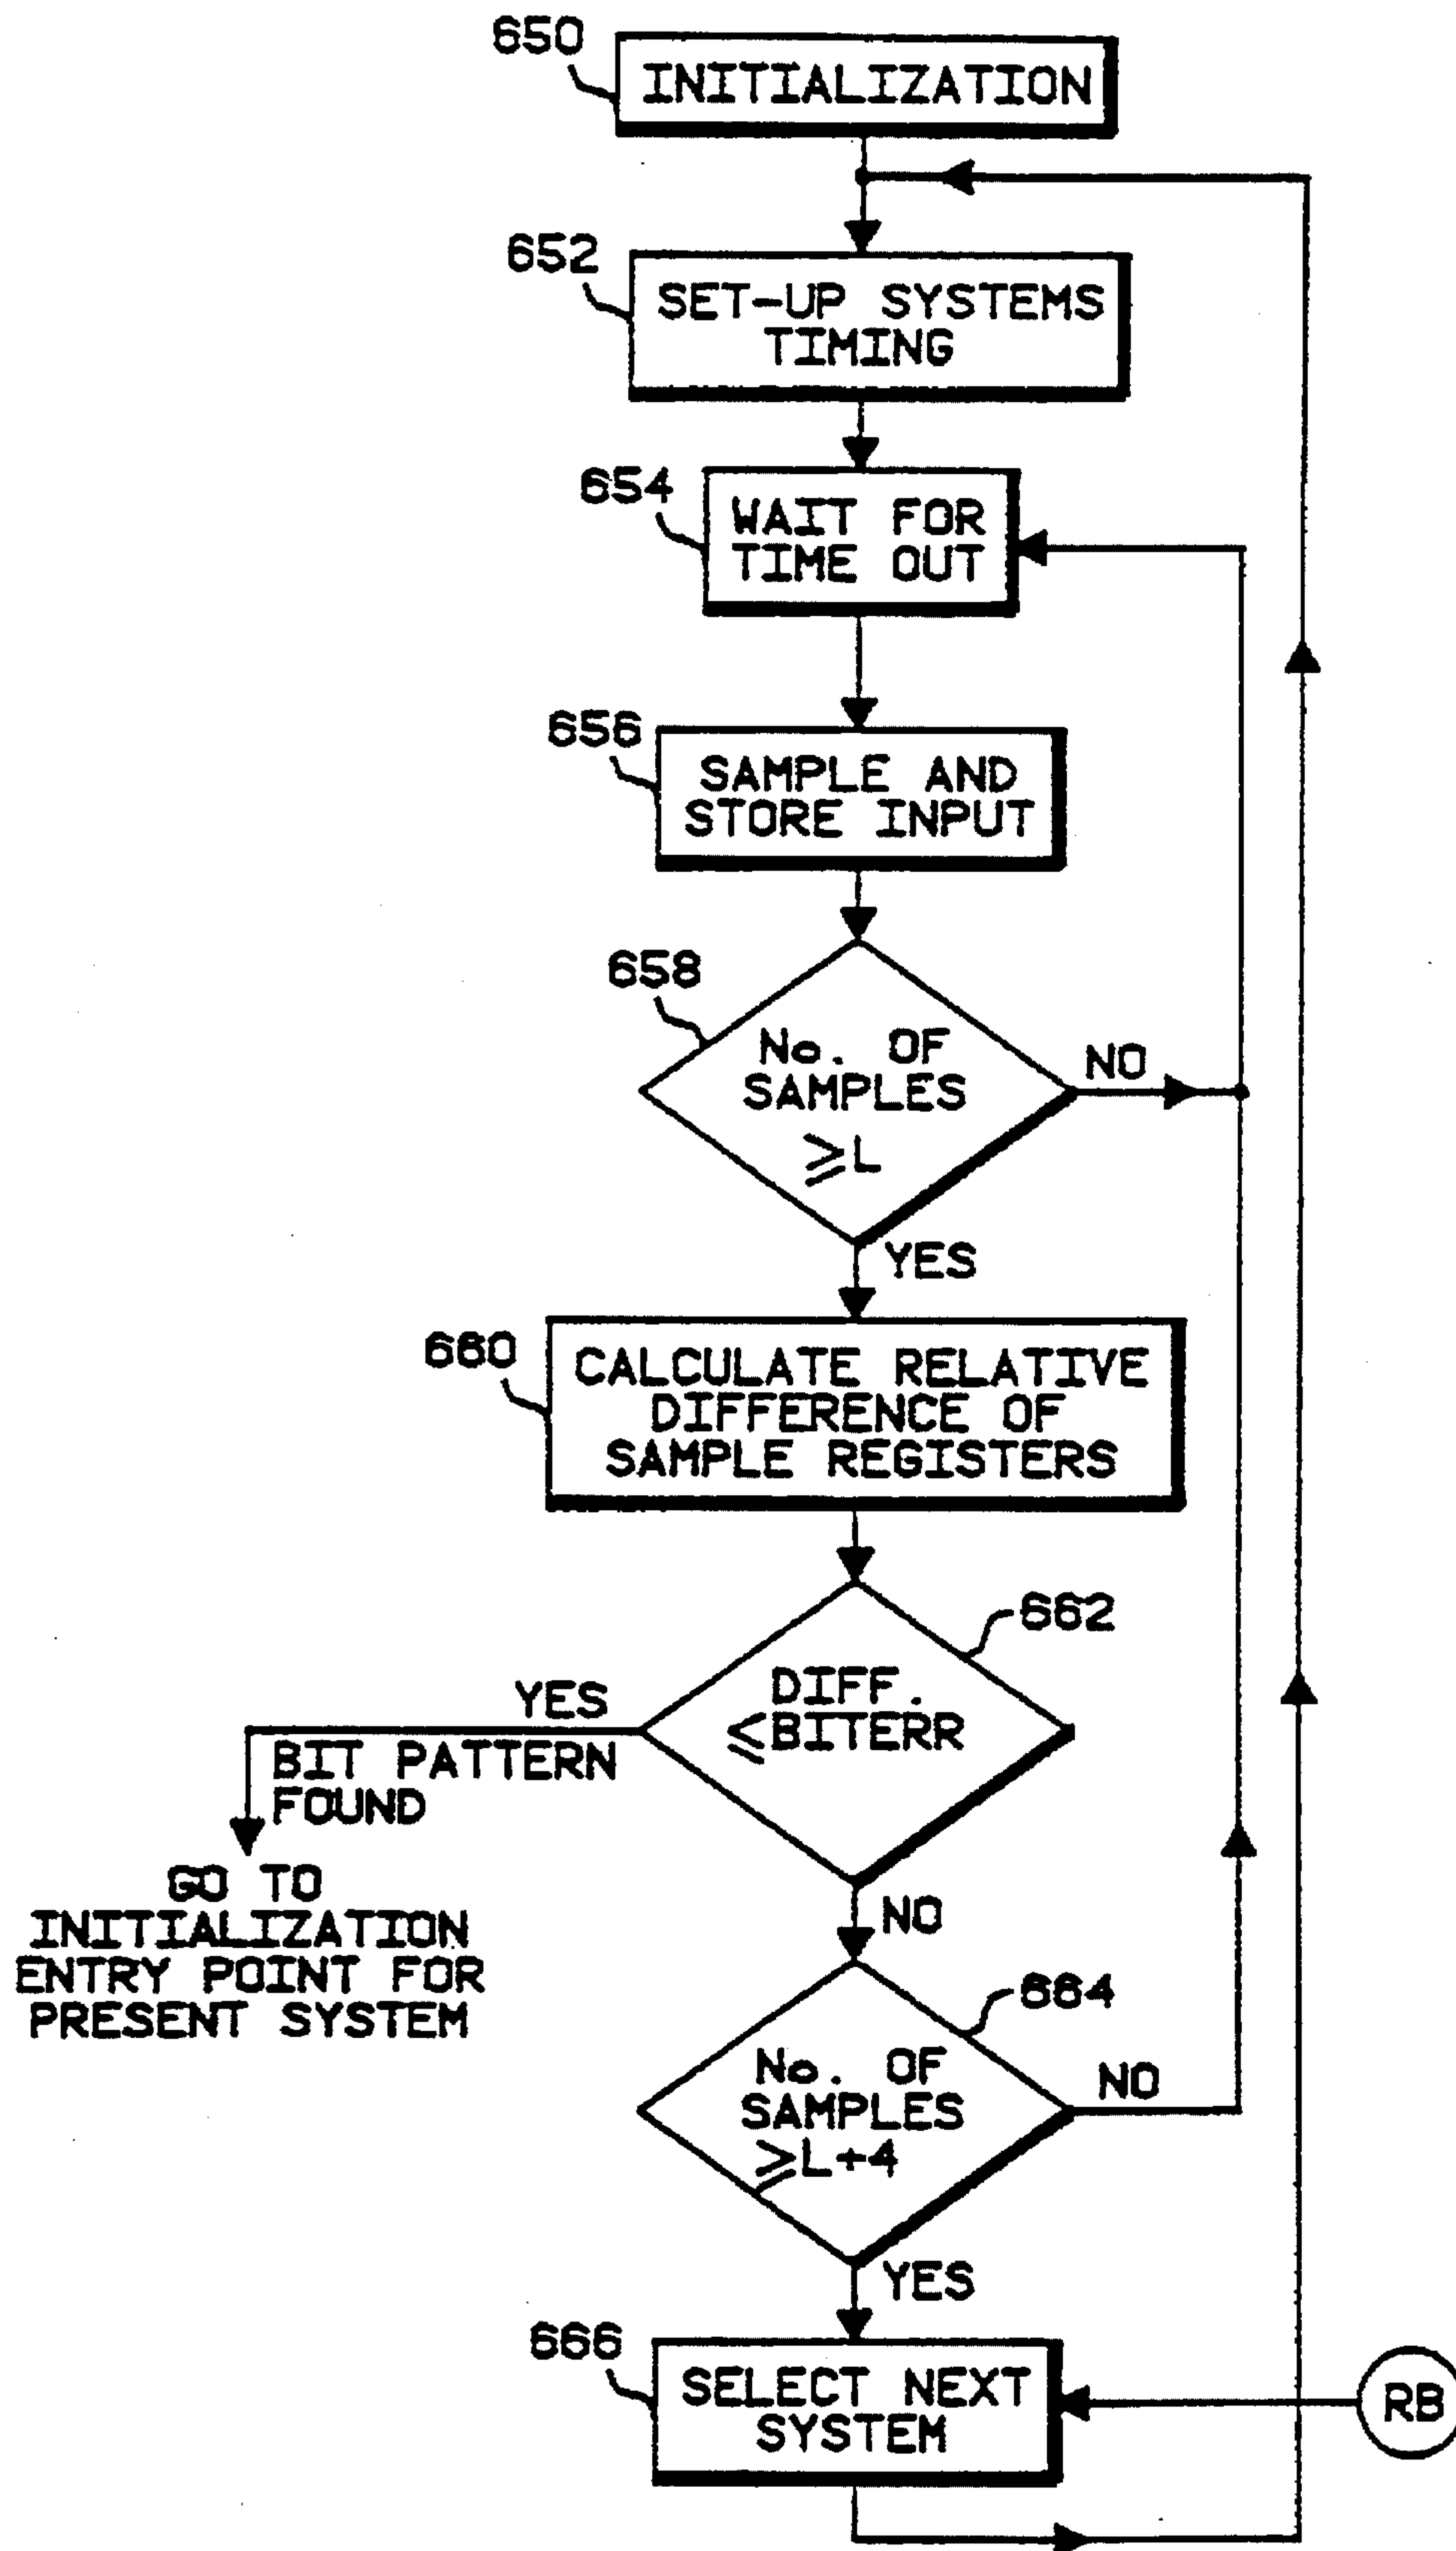 650
INITIALIZATION
652
SET-UP SYSTEMS
TIMING
654
WAIT FOR
TIME OUT
656
SAMPLE AND
STORE INPUT
658
No. OF
SAMPLES
≥L
NO
YES
660
CALCULATE RELATIVE
DIFFERENCE OF
SAMPLE REGISTERS
662
DIFF.
≤BITERR
YES
BIT PATTERN
FOUND
GO TO
INITIALIZATION
ENTRY POINT FOR
PRESENT SYSTEM
NO
664
No. OF
SAMPLES
≥L+4
NO
YES
666
SELECT NEXT
SYSTEM
RB